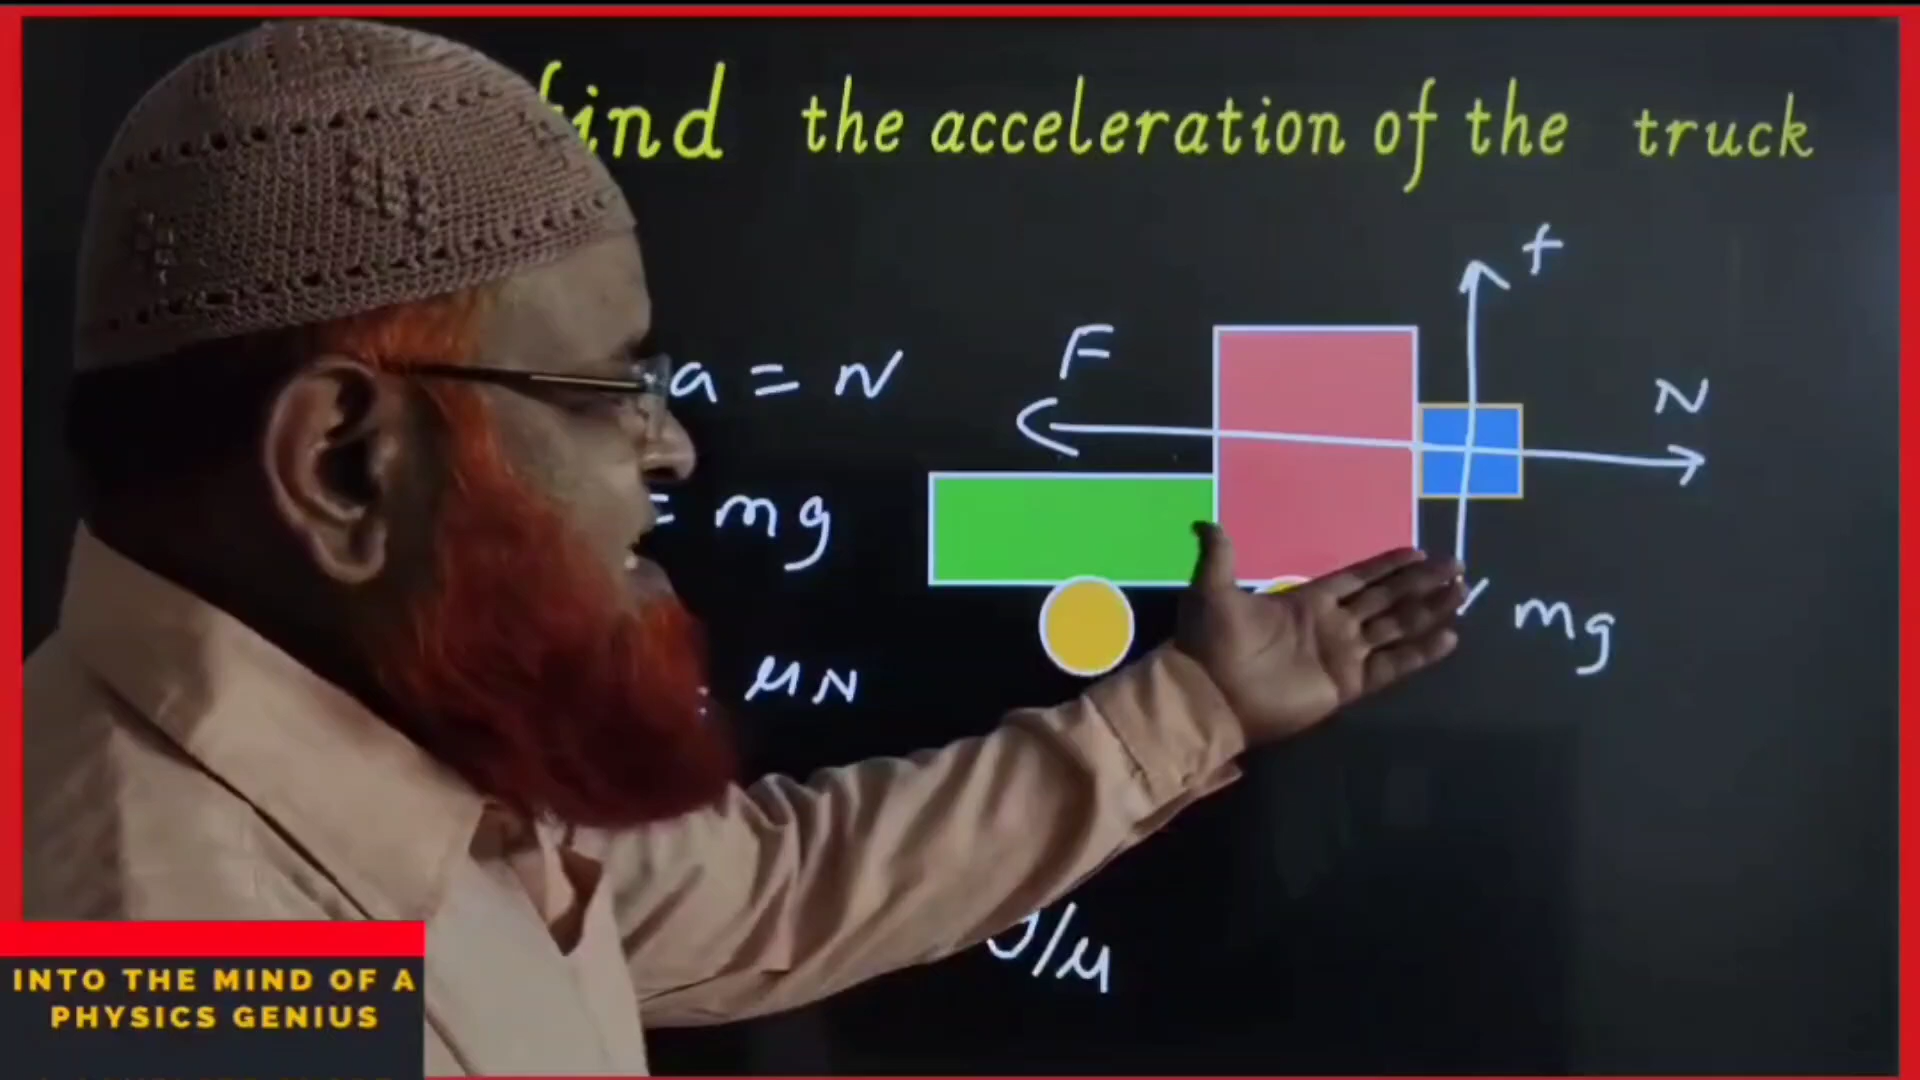 find the acceleration of the truck
f
F
N
a = N
= mg
mg
μN
g/μ
INTO THE MIND OF A
PHYSICS GENIUS